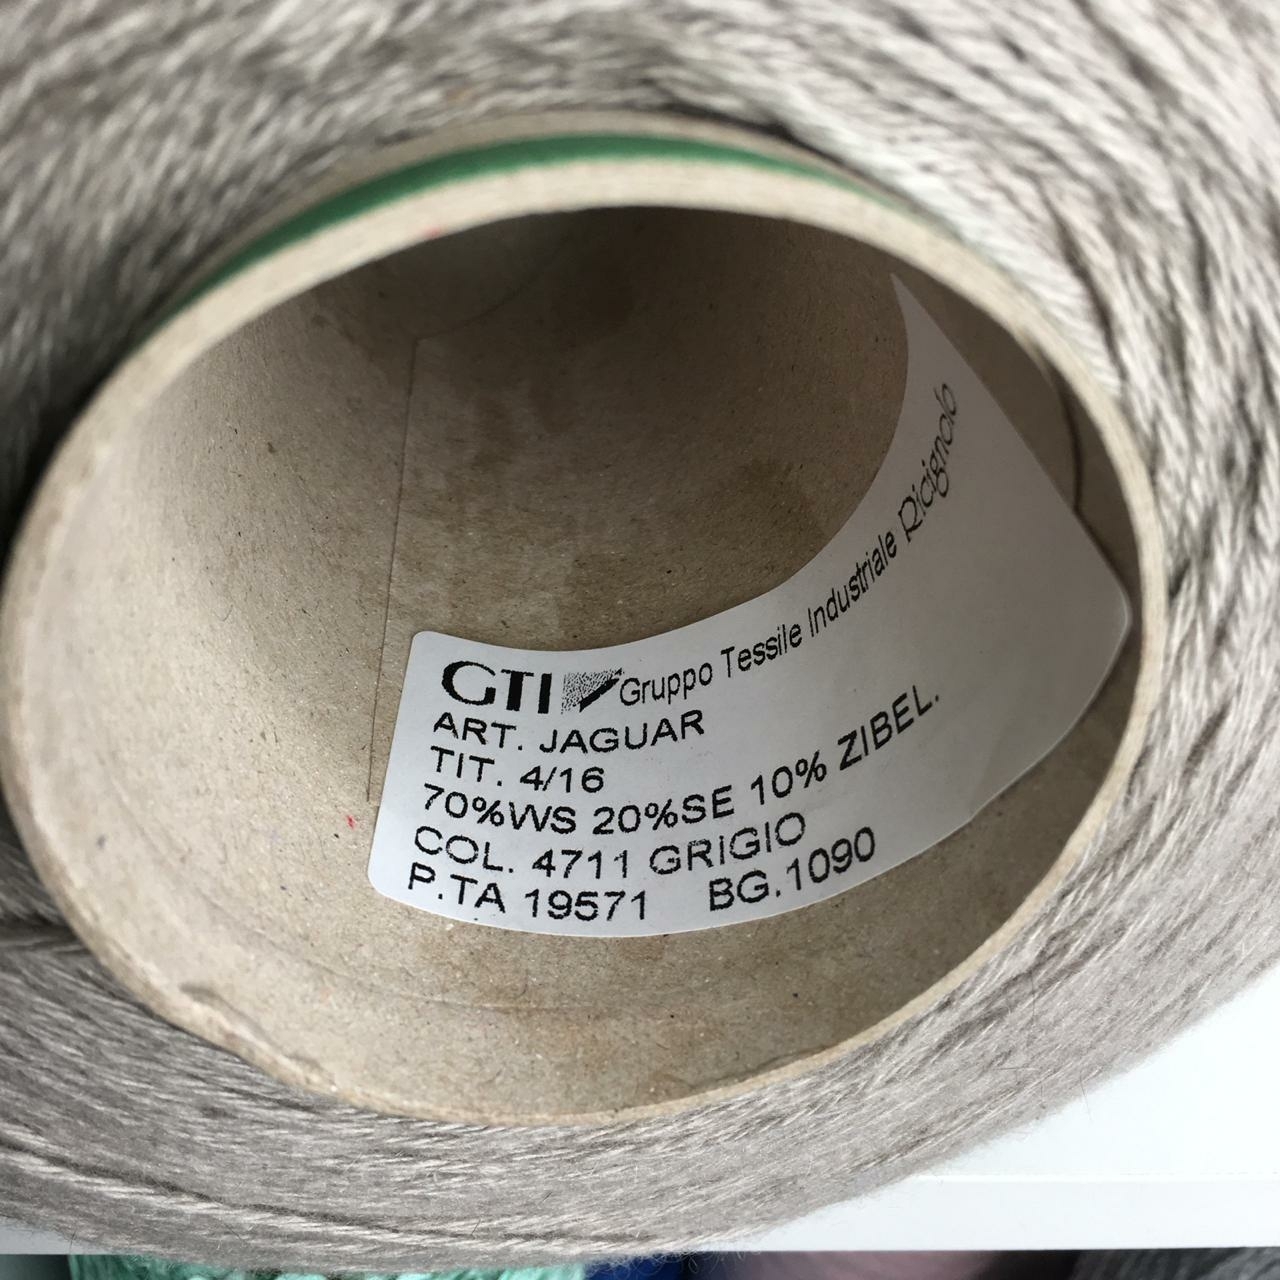 GTI Gruppo Tessile Industriale Ricignolo
ART. JAGUAR
TIT. 4/16
70%WS 20%SE 10% ZIBEL.
COL. 4711 GRIGIO
P.TA 19571 BG.1090